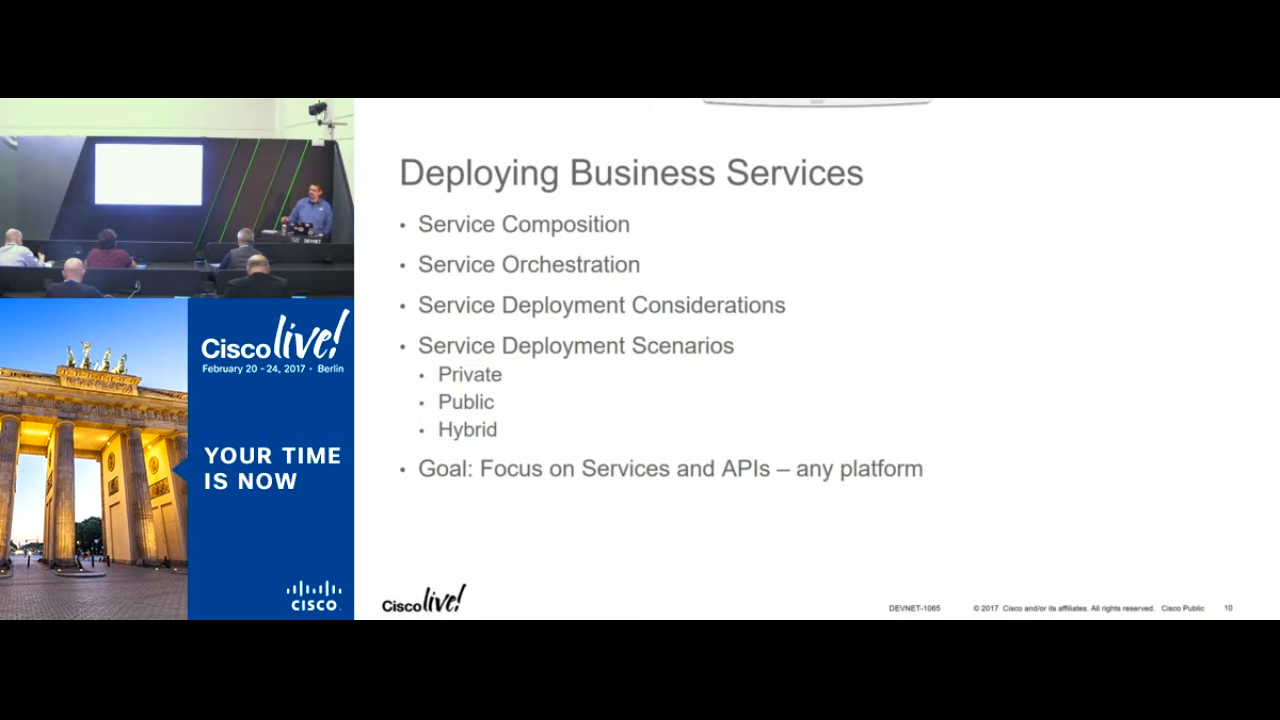 DEVNET
Cisco live!
February 20 - 24, 2017 • Berlin
YOUR TIME
IS NOW
CISCO
Deploying Business Services
• Service Composition
• Service Orchestration
• Service Deployment Considerations
• Service Deployment Scenarios
• Private
• Public
• Hybrid
• Goal: Focus on Services and APIs – any platform
Cisco live!
DEVNET-1065 © 2017 Cisco and/or its affiliates. All rights reserved. Cisco Public 10